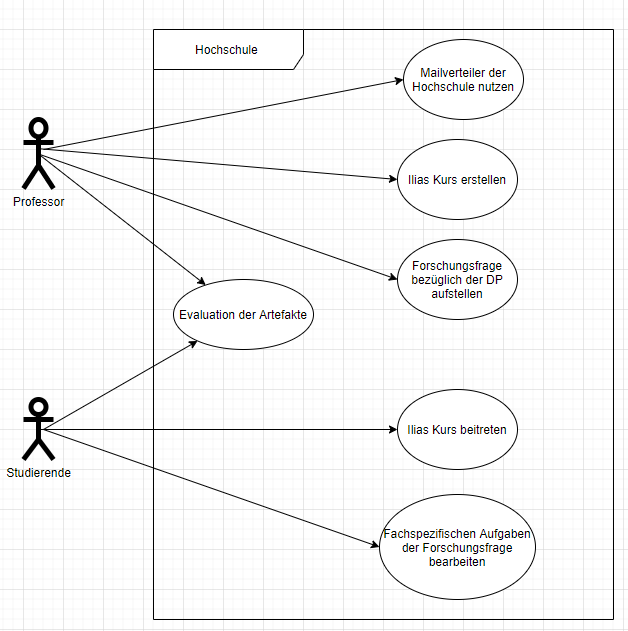 Hochschule
Mailverteiler der
Hochschule nutzen
Professor
Ilias Kurs erstellen
Forschungsfrage
bezüglich der DP
aufstellen
Evaluation der Artefakte
Studierende
Ilias Kurs beitreten
Fachspezifischen Aufgaben
der Forschungsfrage
bearbeiten